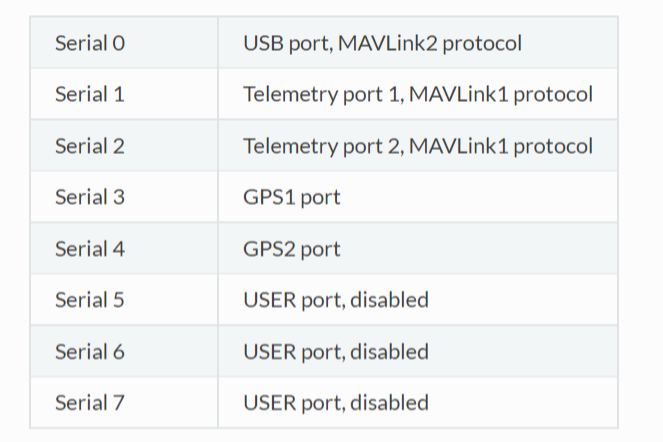 Serial 0 USB port, MAVLink2 protocol
Serial 1 Telemetry port 1, MAVLink1 protocol
Serial 2 Telemetry port 2, MAVLink1 protocol
Serial 3 GPS1 port
Serial 4 GPS2 port
Serial 5 USER port, disabled
Serial 6 USER port, disabled
Serial 7 USER port, disabled